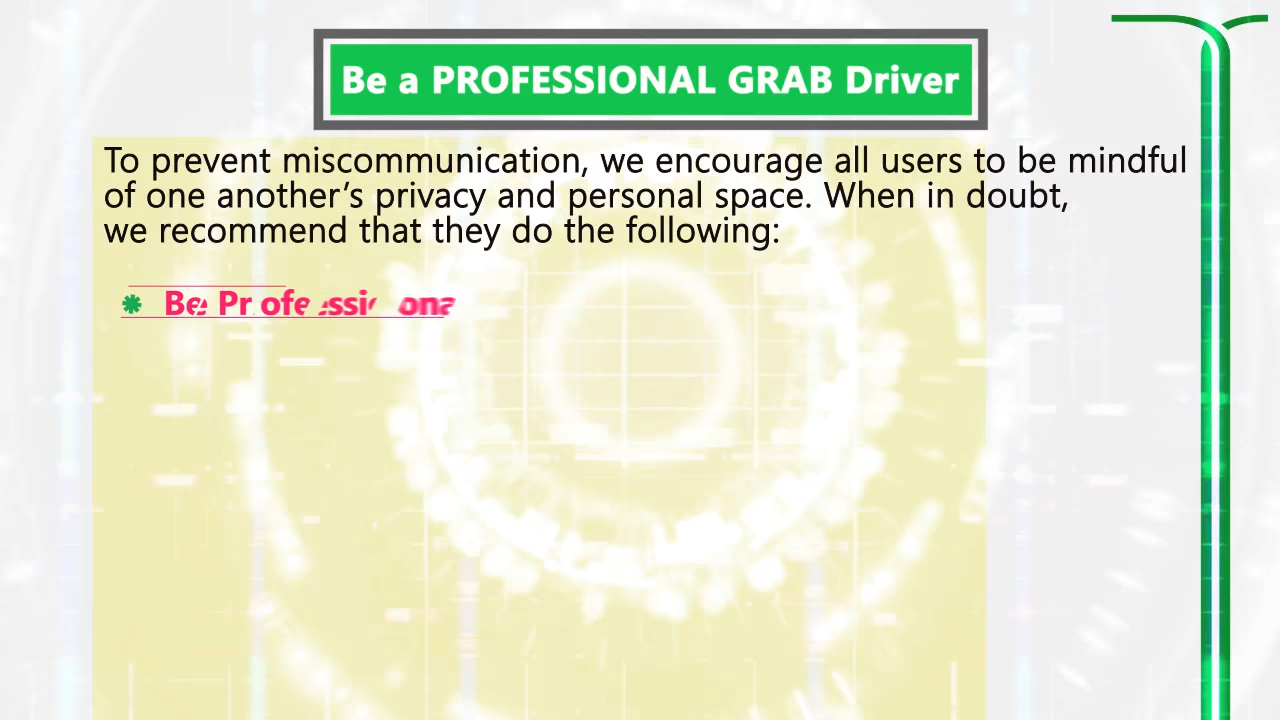 Be a PROFESSIONAL GRAB Driver
To prevent miscommunication, we encourage all users to be mindful
of one another’s privacy and personal space. When in doubt,
we recommend that they do the following:
Be